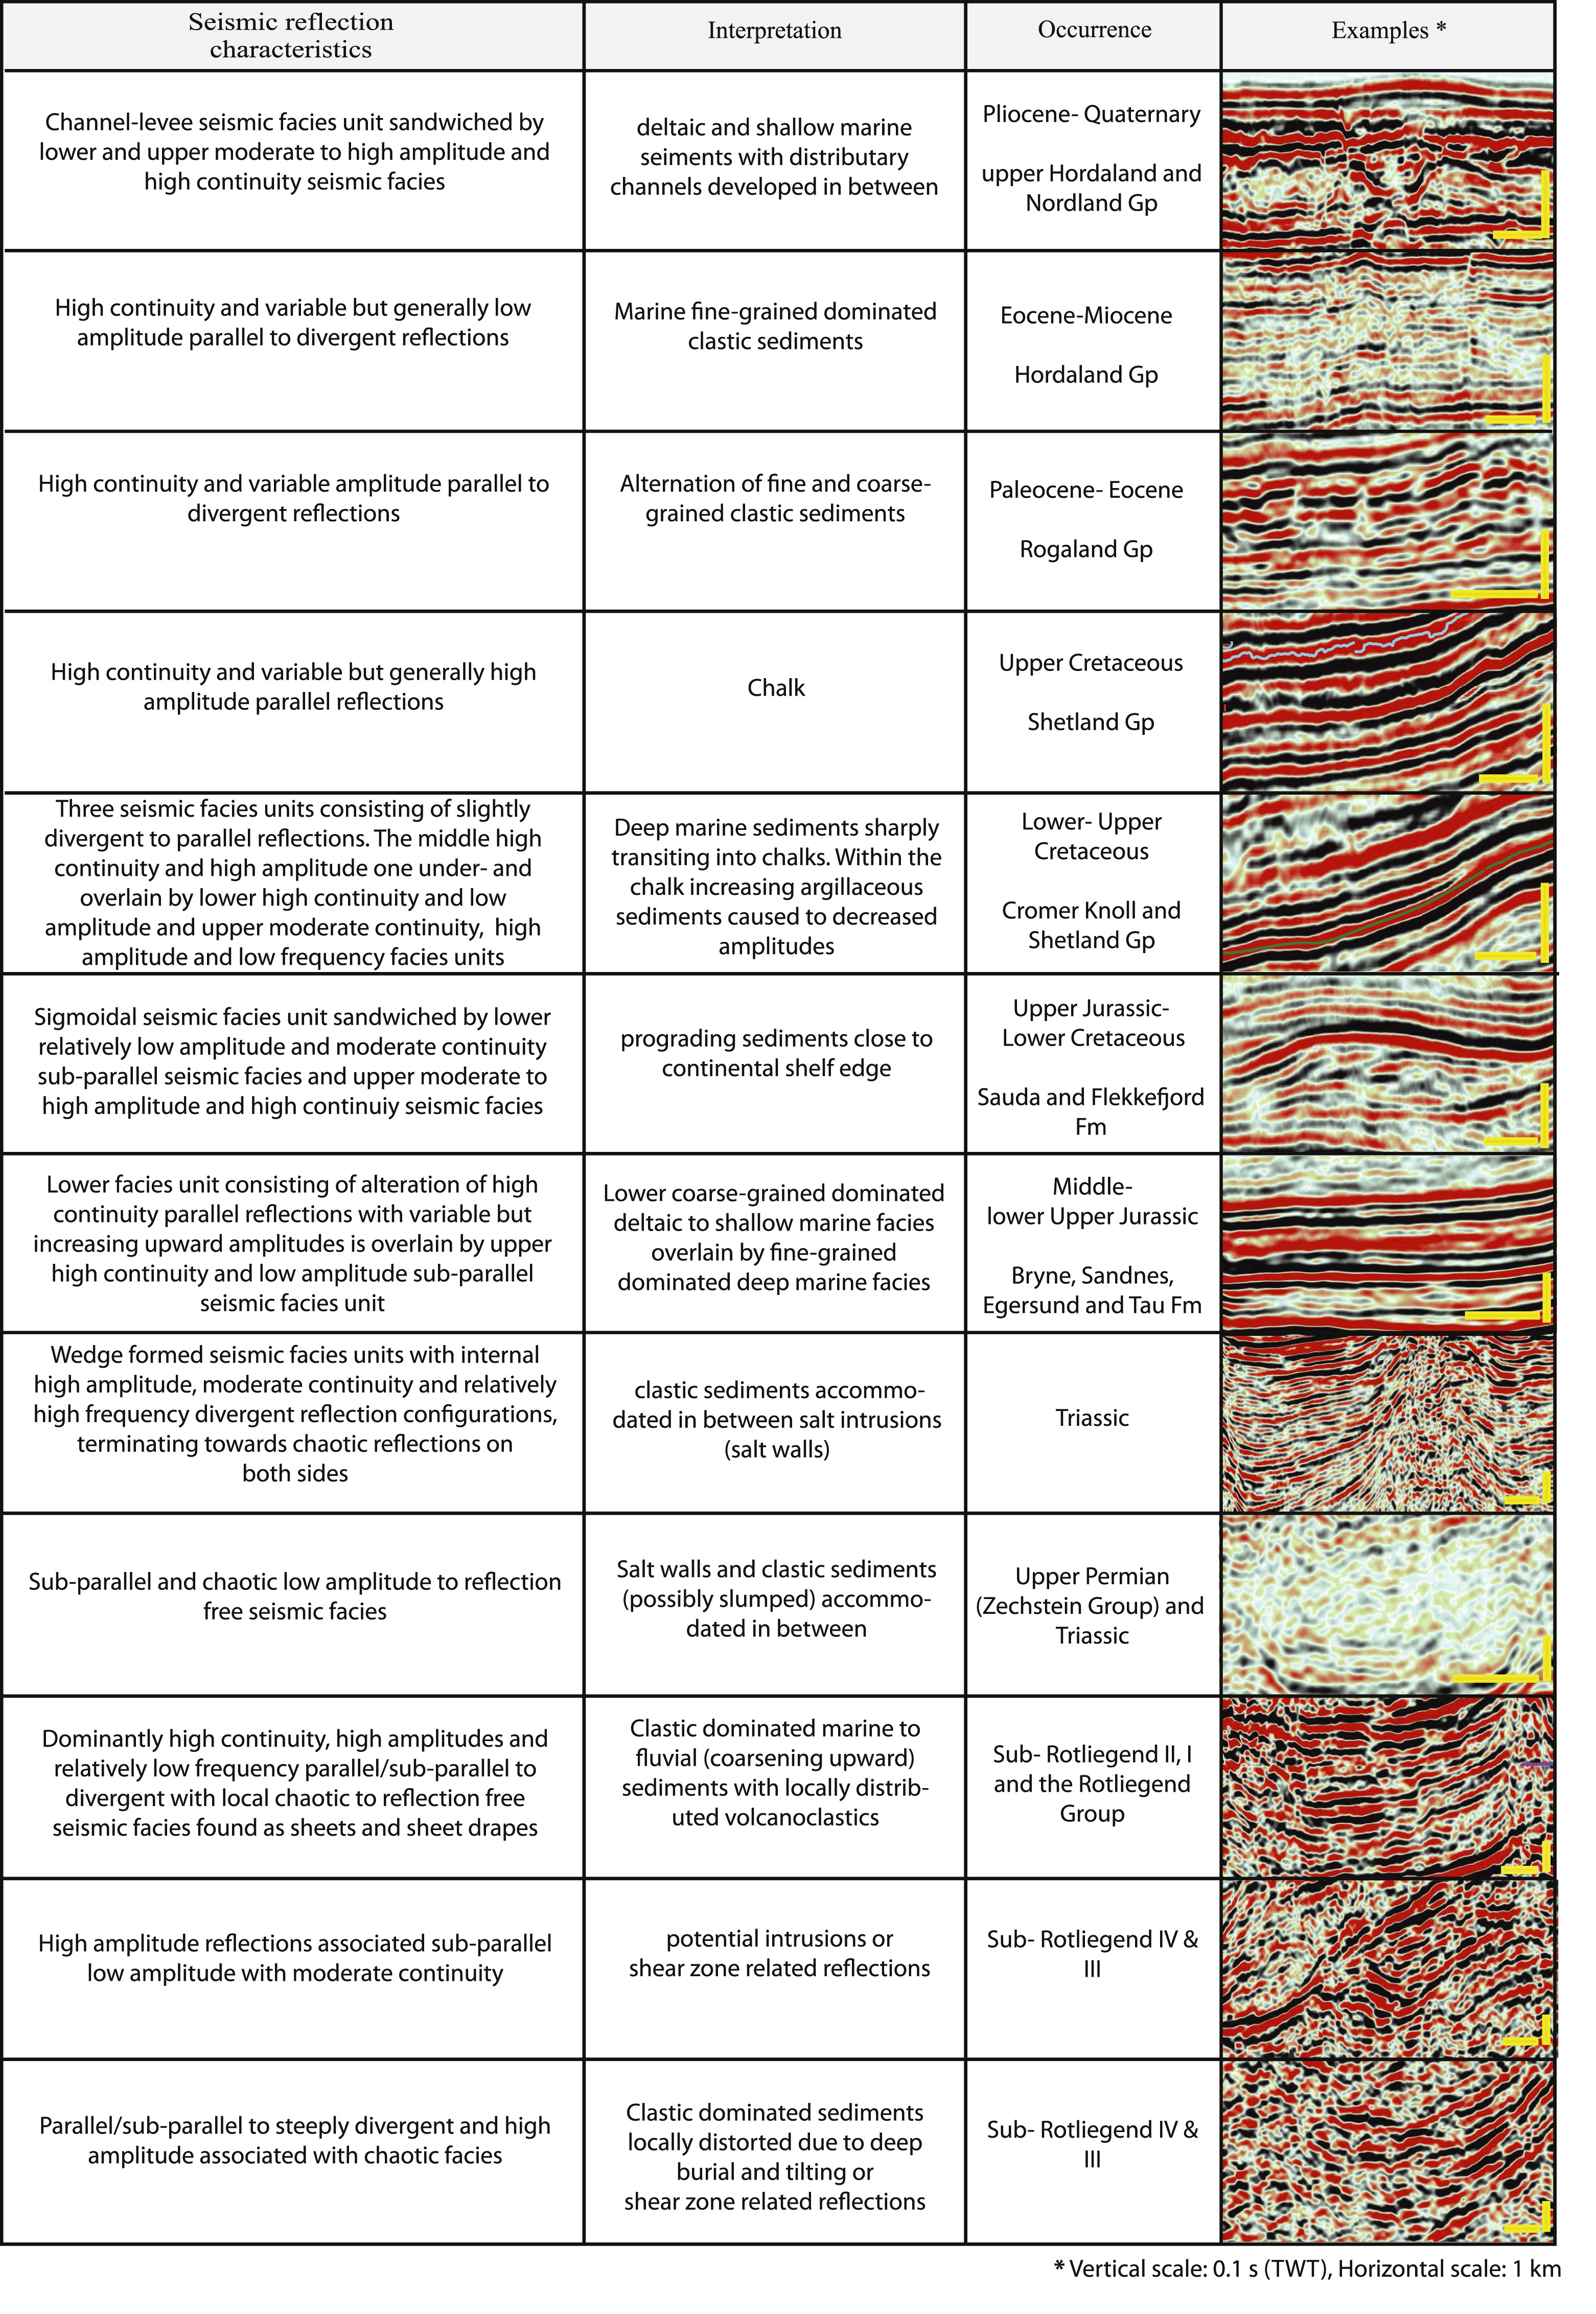 Seismic reflection
characteristics
Interpretation
Occurrence
Examples *
Channel-levee seismic facies unit sandwiched by
lower and upper moderate to high amplitude and
high continuity seismic facies
deltaic and shallow marine
seiments with distributary
channels developed in between
Pliocene- Quaternary
upper Hordaland and
Nordland Gp
High continuity and variable but generally low
amplitude parallel to divergent reflections
Marine fine-grained dominated
clastic sediments
Eocene-Miocene
Hordaland Gp
High continuity and variable amplitude parallel to
divergent reflections
Alternation of fine and coarse-
grained clastic sediments
Paleocene- Eocene
Rogaland Gp
High continuity and variable but generally high
amplitude parallel reflections
Chalk
Upper Cretaceous
Shetland Gp
Three seismic facies units consisting of slightly
divergent to parallel reflections. The middle high
continuity and high amplitude one under- and
overlain by lower high continuity and low
amplitude and upper moderate continuity, high
amplitude and low frequency facies units
Deep marine sediments sharply
transiting into chalks. Within the
chalk increasing argillaceous
sediments caused to decreased
amplitudes
Lower- Upper
Cretaceous
Cromer Knoll and
Shetland Gp
Sigmoidal seismic facies unit sandwiched by lower
relatively low amplitude and moderate continuity
sub-parallel seismic facies and upper moderate to
high amplitude and high continuiy seismic facies
prograding sediments close to
continental shelf edge
Upper Jurassic-
Lower Cretaceous
Sauda and Flekkefjord
Fm
Lower facies unit consisting of alteration of high
continuity parallel reflections with variable but
increasing upward amplitudes is overlain by upper
high continuity and low amplitude sub-parallel
seismic facies unit
Lower coarse-grained dominated
deltaic to shallow marine facies
overlain by fine-grained
dominated deep marine facies
Middle-
lower Upper Jurassic
Bryne, Sandnes,
Egersund and Tau Fm
Wedge formed seismic facies units with internal
high amplitude, moderate continuity and relatively
high frequency divergent reflection configurations,
terminating towards chaotic reflections on
both sides
clastic sediments accommo-
dated in between salt intrusions
(salt walls)
Triassic
Sub-parallel and chaotic low amplitude to reflection
free seismic facies
Salt walls and clastic sediments
(possibly slumped) accommo-
dated in between
Upper Permian
(Zechstein Group) and
Triassic
Dominantly high continuity, high amplitudes and
relatively low frequency parallel/sub-parallel to
divergent with local chaotic to reflection free
seismic facies found as sheets and sheet drapes
Clastic dominated marine to
fluvial (coarsening upward)
sediments with locally distrib-
uted volcanoclastics
Sub- Rotliegend II, I
and the Rotliegend
Group
High amplitude reflections associated sub-parallel
low amplitude with moderate continuity
potential intrusions or
shear zone related reflections
Sub- Rotliegend IV &
III
Parallel/sub-parallel to steeply divergent and high
amplitude associated with chaotic facies
Clastic dominated sediments
locally distorted due to deep
burial and tilting or
shear zone related reflections
Sub- Rotliegend IV &
III
* Vertical scale: 0.1 s (TWT), Horizontal scale: 1 km